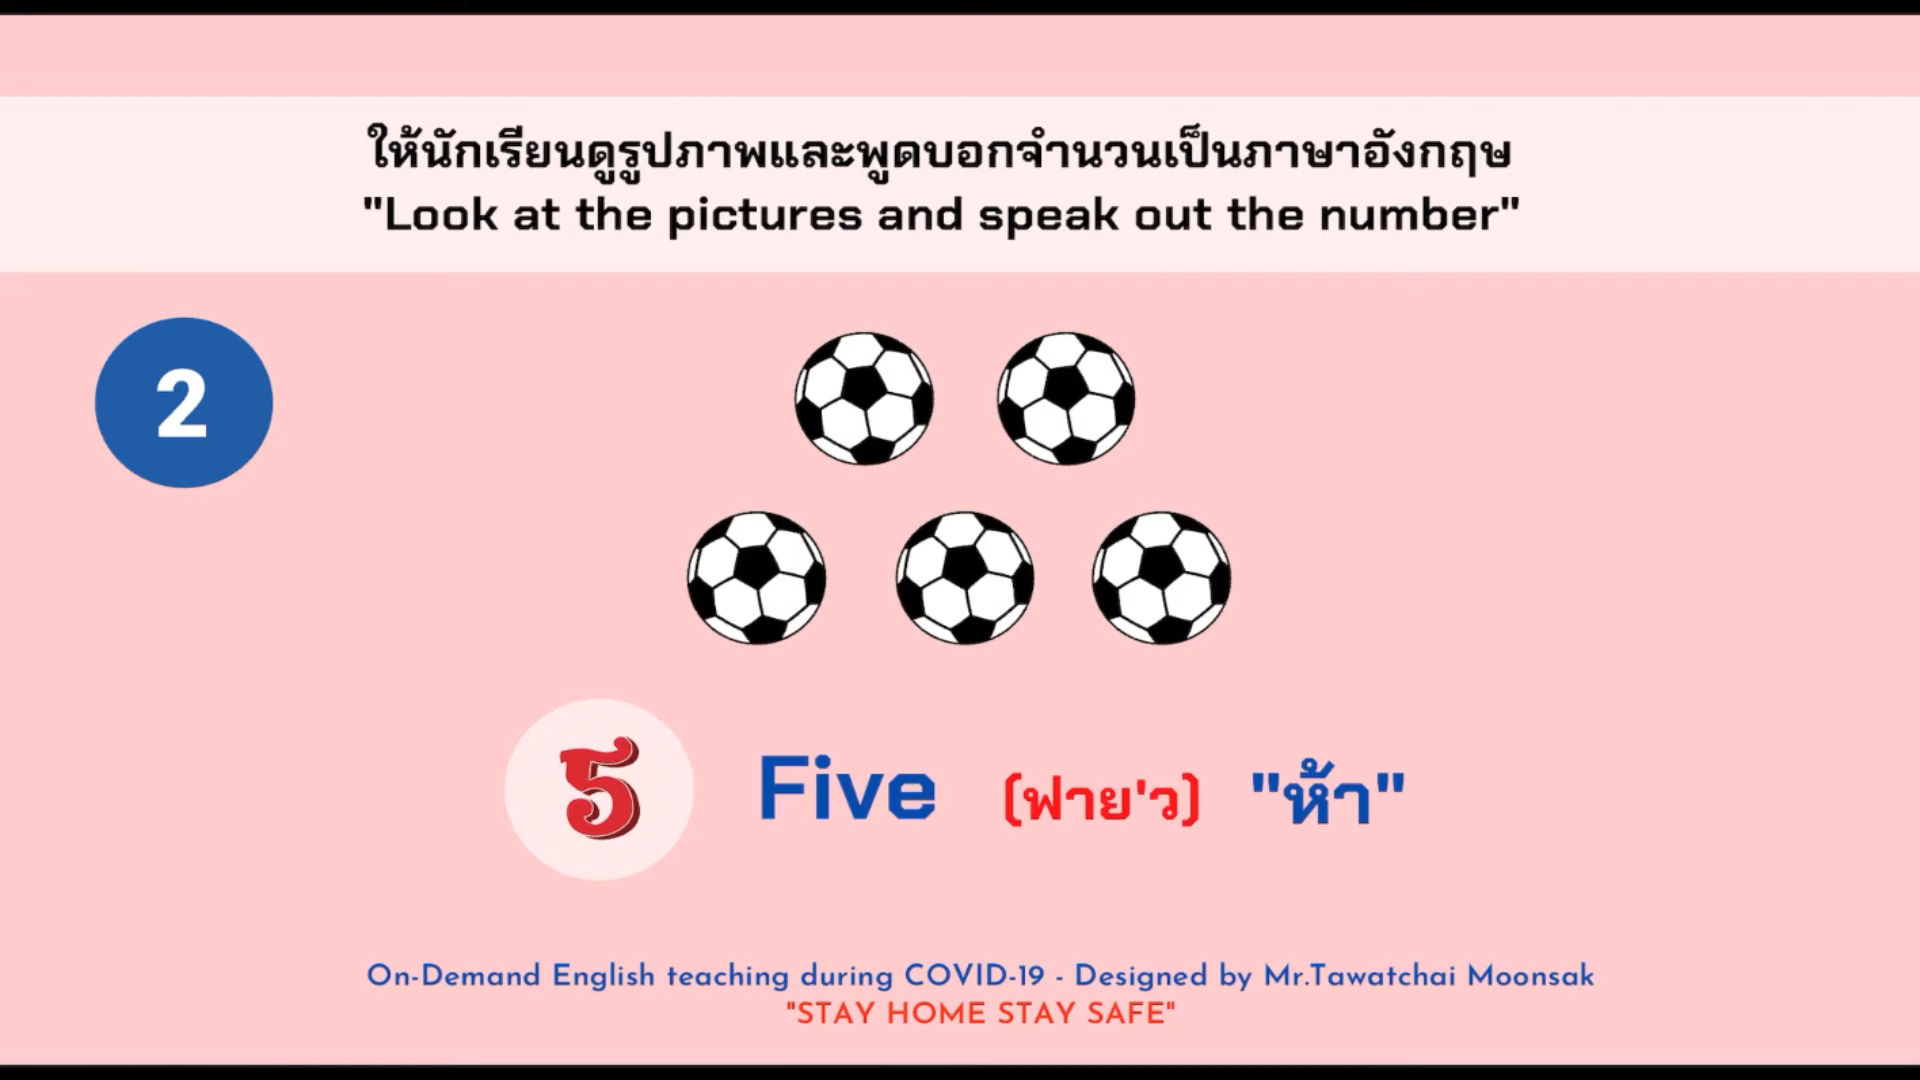 ให้นักเรียนดูรูปภาพและพูดบอกจำนวนเป็นภาษาอังกฤษ
"Look at the pictures and speak out the number"
2
5 Five (ฟาย'ว) "ห้า"
On-Demand English teaching during COVID-19 - Designed by Mr.Tawatchai Moonsak
"STAY HOME STAY SAFE"